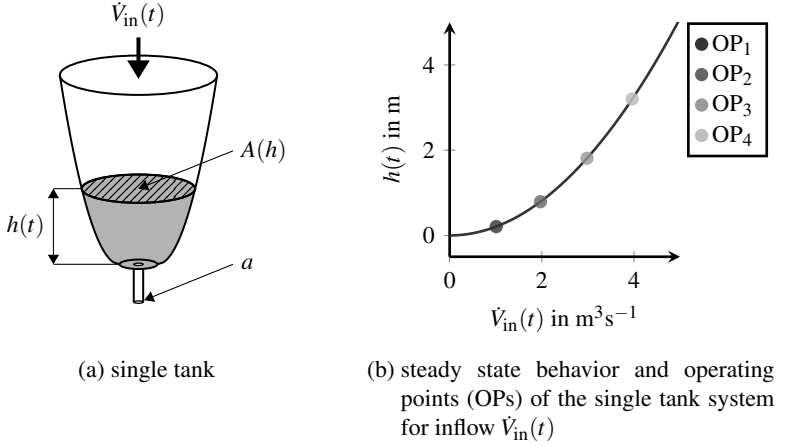 V̇in(t)
A(h)
h(t)
a
(a) single tank
h(t) in m
4
2
0
0
2
4
V̇in(t) in m³s⁻¹
OP₁
OP₂
OP₃
OP₄
(b) steady state behavior and operating
points (OPs) of the single tank system
for inflow V̇in(t)